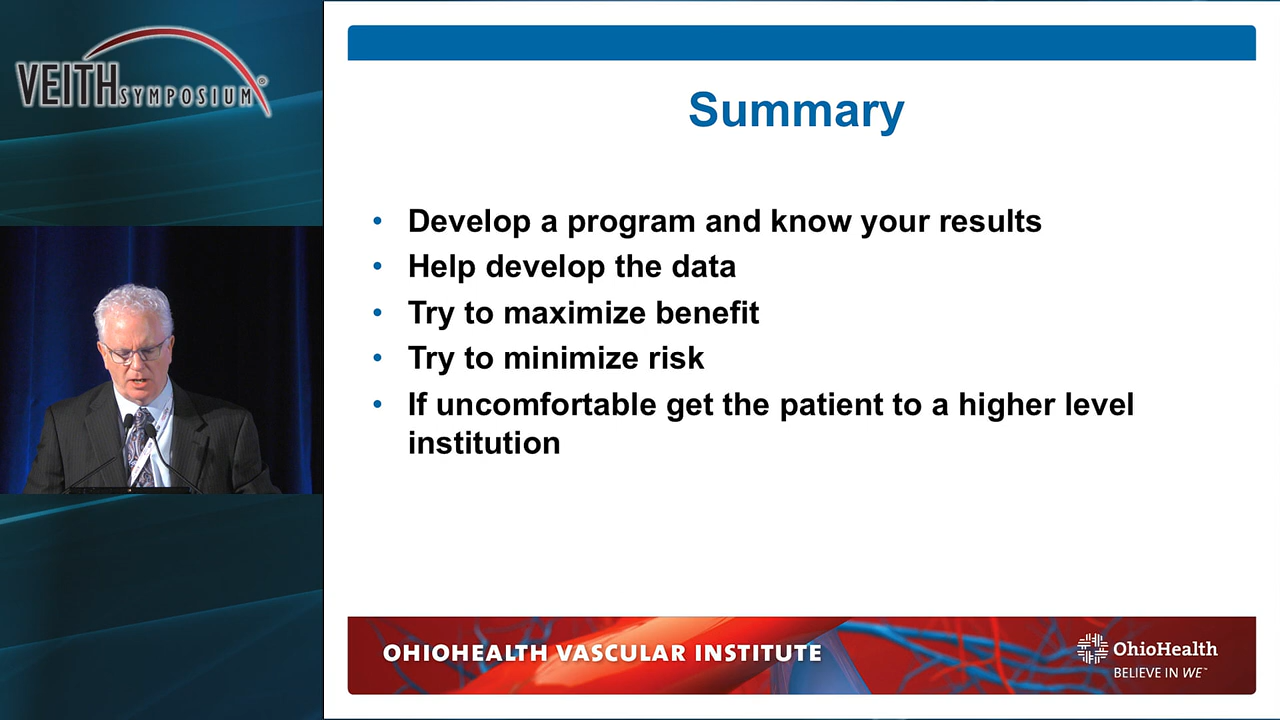 VEITHSYMPOSIUM®
Summary
• Develop a program and know your results
• Help develop the data
• Try to maximize benefit
• Try to minimize risk
• If uncomfortable get the patient to a higher level
institution
OHIOHEALTH VASCULAR INSTITUTE
OhioHealth
BELIEVE IN WE™